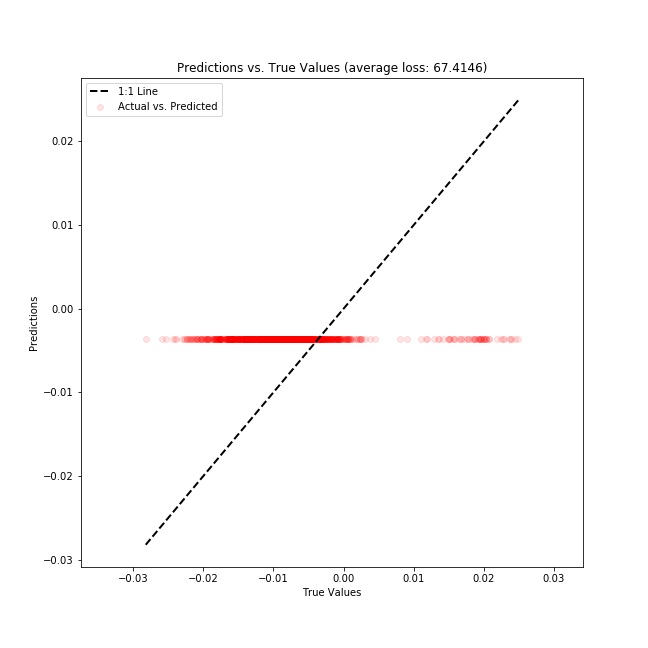 Predictions vs. True Values (average loss: 67.4146)
1:1 Line
Actual vs. Predicted
0.02
0.01
0.00
−0.01
−0.02
−0.03
Predictions
−0.03 −0.02 −0.01 0.00 0.01 0.02 0.03
True Values